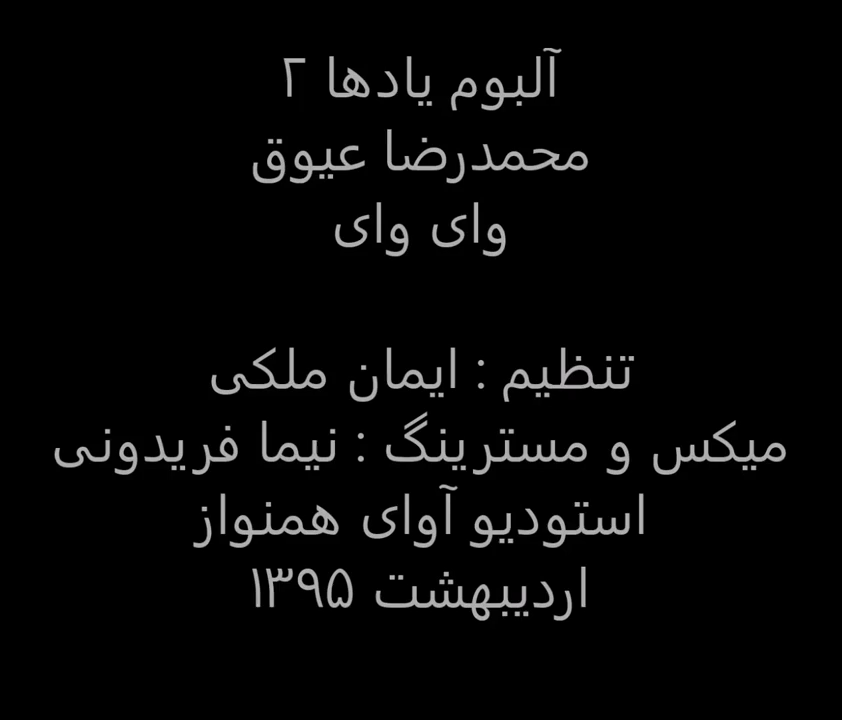 آلبوم یادها ۲
محمدرضا عیوق
وای وای
تنظیم : ایمان ملکی
میکس و مسترینگ : نیما فریدونی
استودیو آوای همنواز
اردیبهشت ۱۳۹۵